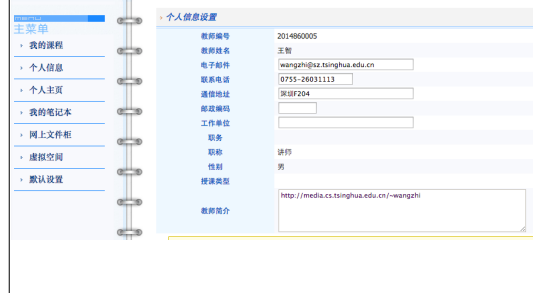 MENU
主菜单
我的课程
个人信息
个人主页
我的笔记本
网上文件柜
虚拟空间
默认设置
个人信息设置
教师编号 2014860005
教师姓名 王智
电子邮件 wangzhi@sz.tsinghua.edu.cn
联系电话 0755-26031113
通信地址 深圳F204
邮政编码
工作单位
职务
职称 讲师
性别 男
授课类型
教师简介 http://media.cs.tsinghua.edu.cn/~wangzhi